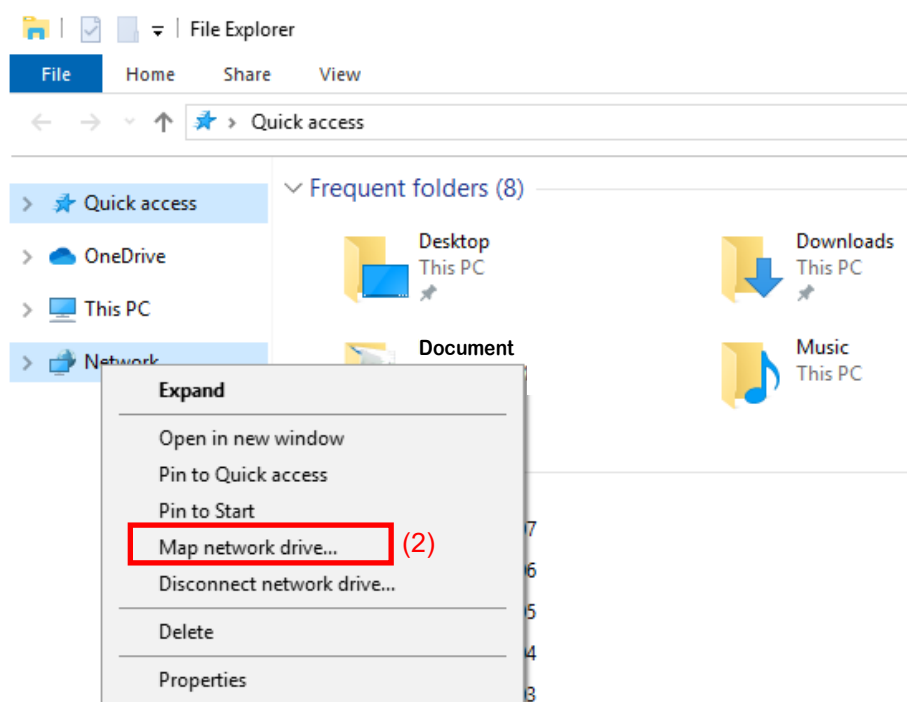 File Explorer
File Home Share View
Quick access
Quick access
OneDrive
This PC
Network
Frequent folders (8)
Desktop
This PC
Downloads
This PC
Document
Music
This PC
Expand
Open in new window
Pin to Quick access
Pin to Start
Map network drive... (2)
Disconnect network drive...
Delete
Properties